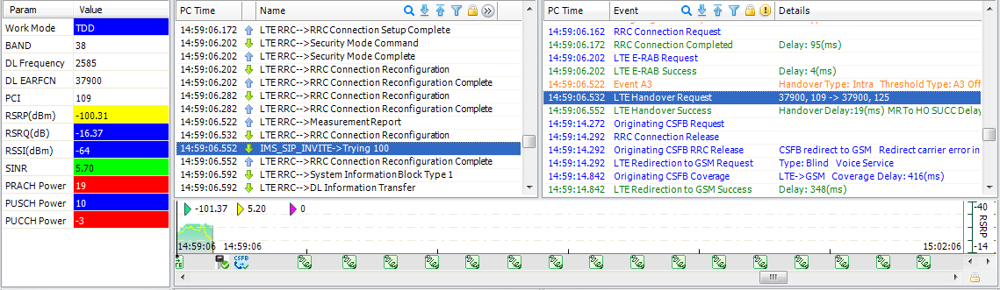 Param Value
Work Mode TDD
BAND 38
DL Frequency 2585
DL EARFCN 37900
PCI 109
RSRP(dBm) -100.31
RSRQ(dB) -16.37
RSSI(dBm) -64
SINR 5.70
PRACH Power 19
PUSCH Power 10
PUCCH Power -3
PC Time Name
14:59:06.172 LTE RRC-->RRC Connection Setup Complete
14:59:06.202 LTE RRC-->Security Mode Command
14:59:06.202 LTE RRC-->Security Mode Complete
14:59:06.202 LTE RRC-->RRC Connection Reconfiguration
14:59:06.202 LTE RRC-->RRC Connection Reconfiguration Complete
14:59:06.282 LTE RRC-->RRC Connection Reconfiguration
14:59:06.282 LTE RRC-->RRC Connection Reconfiguration Complete
14:59:06.522 LTE RRC-->Measurement Report
14:59:06.532 LTE RRC-->RRC Connection Reconfiguration
14:59:06.552 IMS_SIP_INVITE->Trying 100
14:59:06.552 LTE RRC-->RRC Connection Reconfiguration Complete
14:59:06.592 LTE RRC-->System Information Block Type 1
14:59:06.592 LTE RRC-->DL Information Transfer
PC Time Event Details
14:59:06.162 RRC Connection Request
14:59:06.172 RRC Connection Completed Delay: 95(ms)
14:59:06.202 LTE E-RAB Request
14:59:06.202 LTE E-RAB Success Delay: 4(ms)
14:59:06.522 Event A3 Handover Type: Intra Threshold Type: A3 Off
14:59:06.532 LTE Handover Request 37900, 109 -> 37900, 125
14:59:06.552 LTE Handover Success Handover Delay:19(ms) MRTo HO SUCC Delay
14:59:14.272 Originating CSFB Request
14:59:14.292 RRC Connection Release
14:59:14.292 Originating CSFB RRC Release CSFB redirect to GSM Redirect carrier error in
14:59:14.292 LTE Redirection to GSM Request Type: Blind Voice Service
14:59:14.842 Originating CSFB Coverage LTE->GSM Coverage Delay: 416(ms)
14:59:14.842 LTE Redirection to GSM Success Delay: 348(ms)
-101.37 5.20 0
-40
RSRP
-14
14:59:06 14:59:06 15:02:06
CSFB